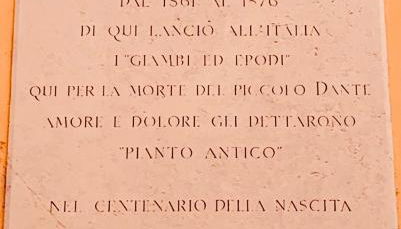 DAL 1861 AL 1876
DI QUI LANCIÒ ALL'ITALIA
I "GIAMBI ED EPODI"
QUI PER LA MORTE DEL PICCOLO DANTE
AMORE E DOLORE GLI DETTARONO
"PIANTO ANTICO"
NEL CENTENARIO DELLA NASCITA